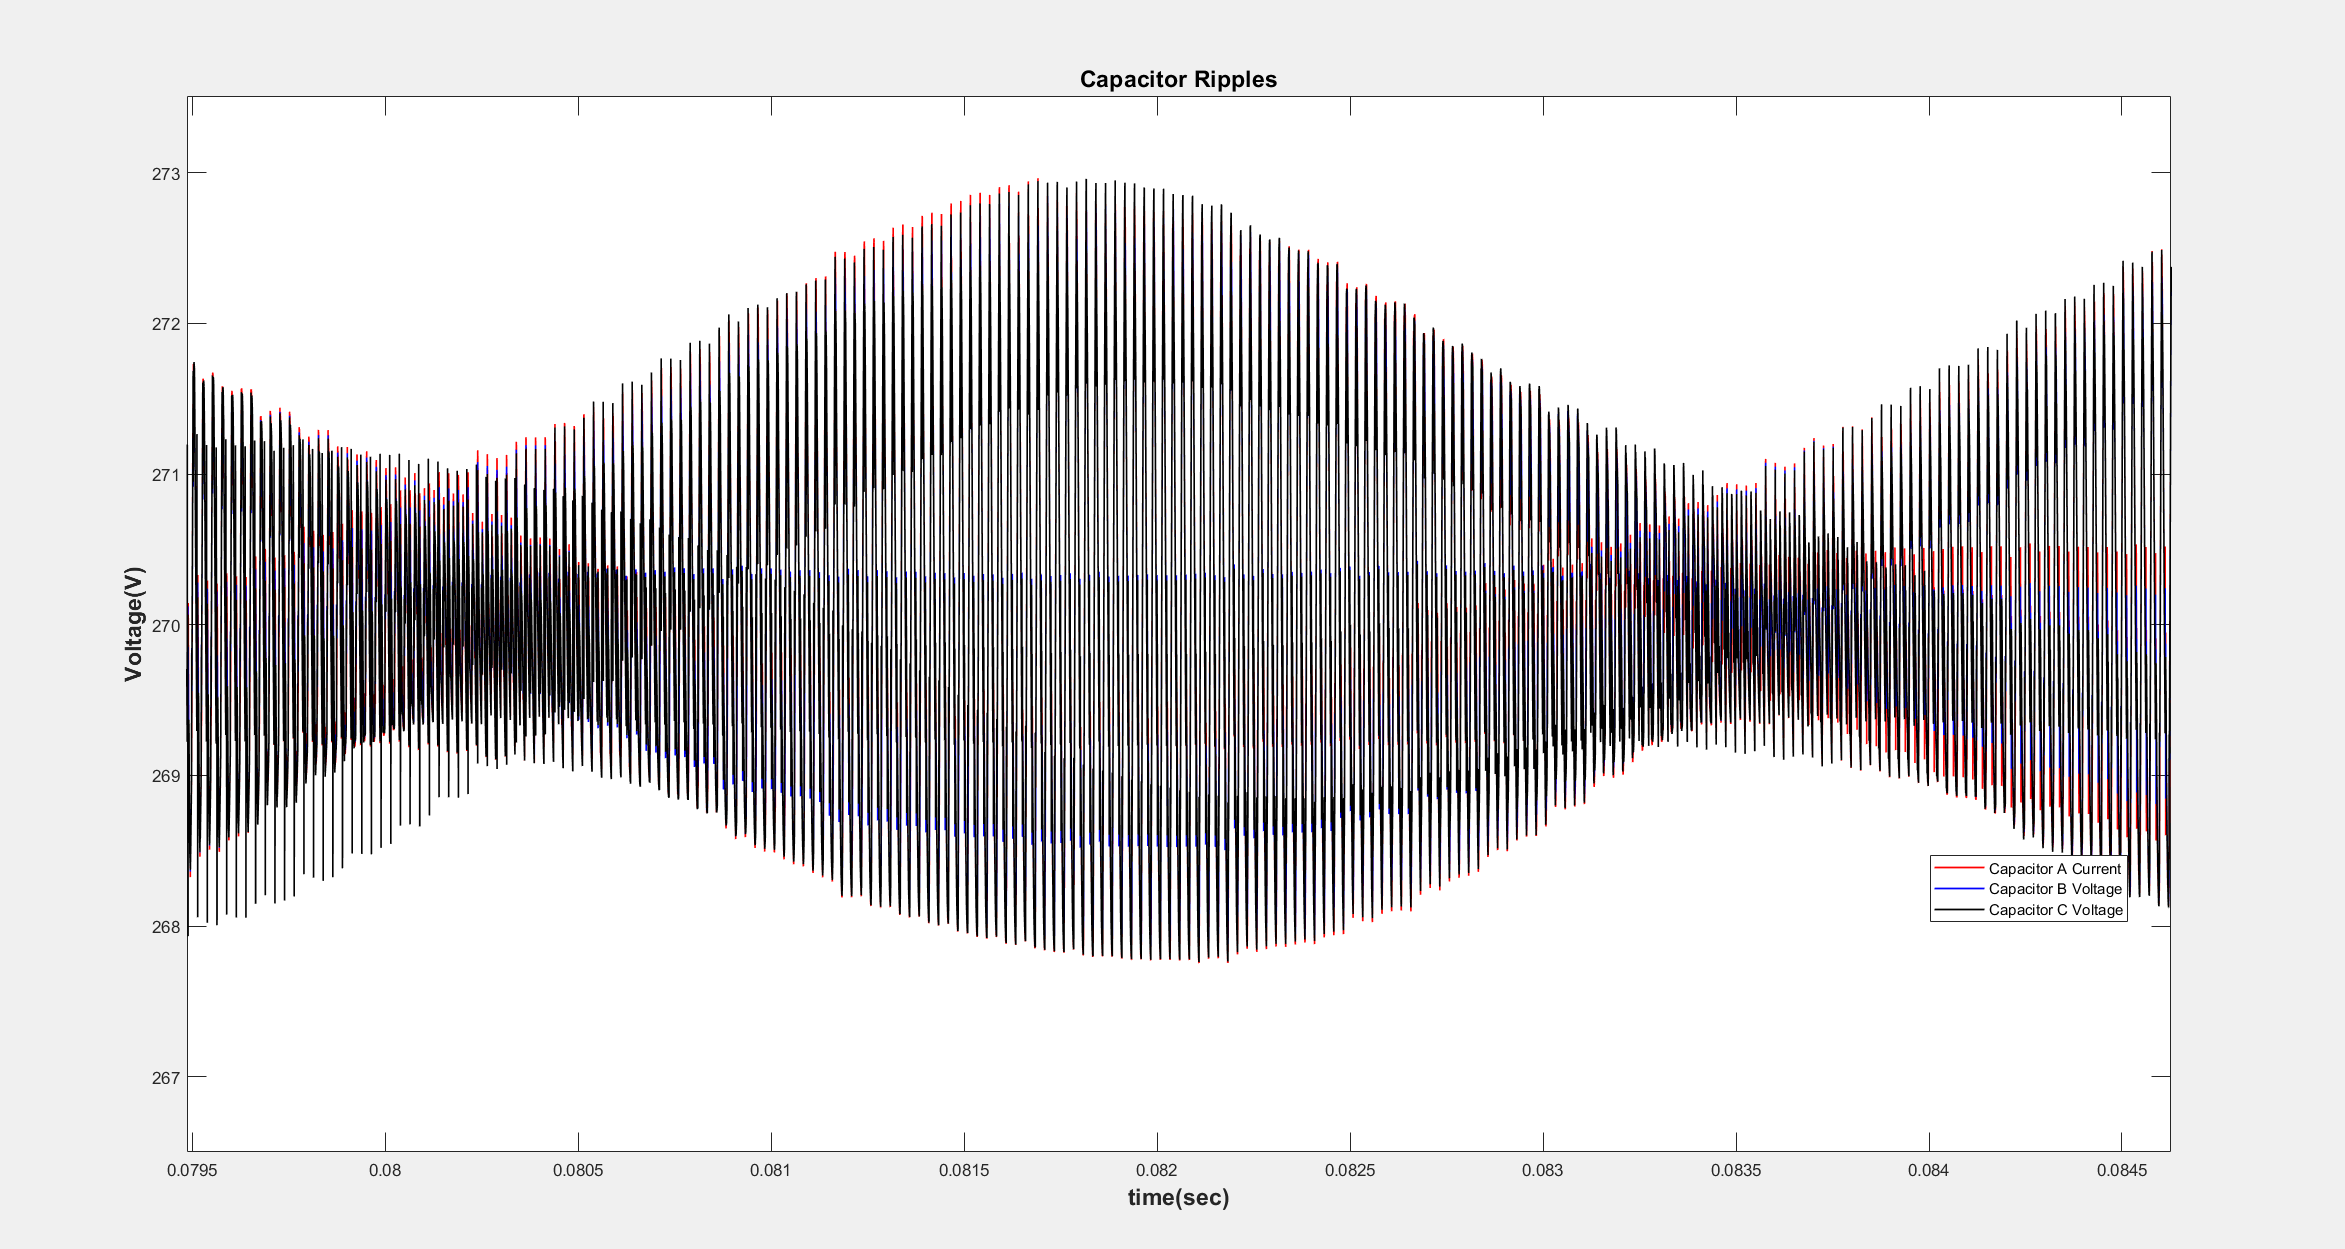 Capacitor Ripples
273
272
271
270
269
268
267
Voltage(V)
Capacitor A Current
Capacitor B Voltage
Capacitor C Voltage
0.0795 0.08 0.0805 0.081 0.0815 0.082 0.0825 0.083 0.0835 0.084 0.0845
time(sec)